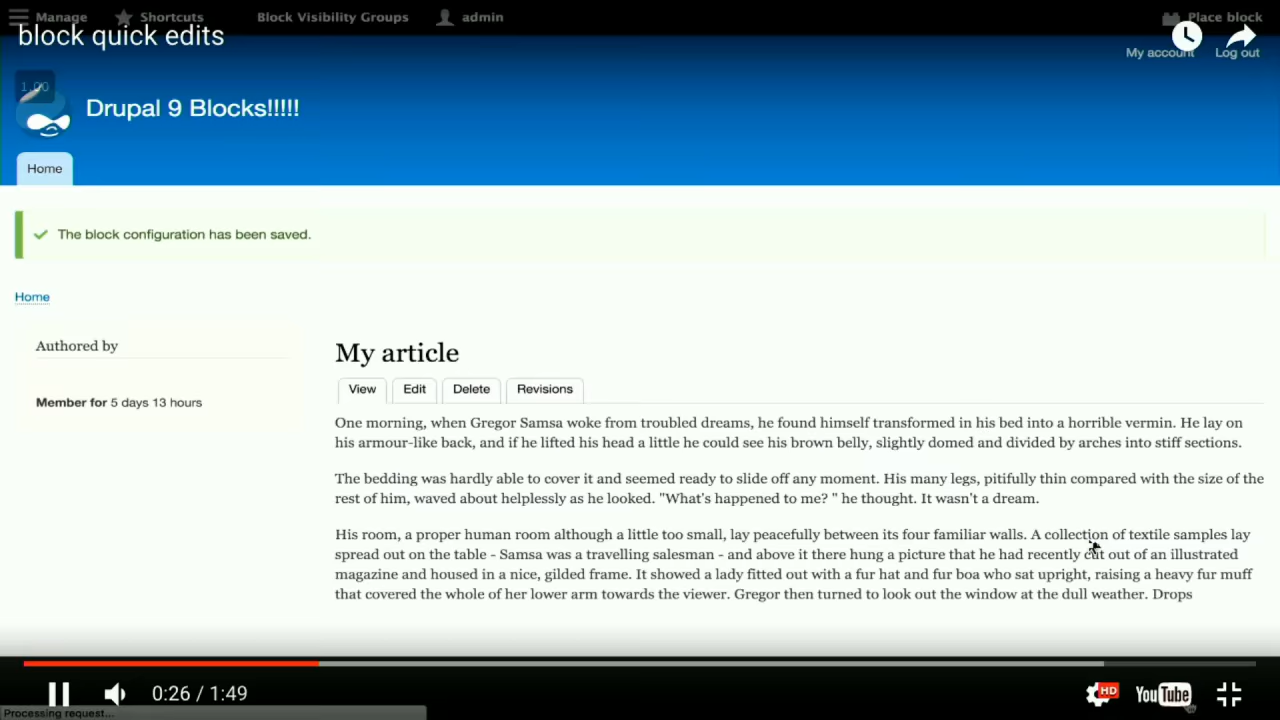 Manage Shortcuts Block Visibility Groups admin Place block
block quick edits
My account Log out
1.00
Drupal 9 Blocks!!!!!
Home
The block configuration has been saved.
Home
Authored by
Member for 5 days 13 hours
My article
View Edit Delete Revisions
One morning, when Gregor Samsa woke from troubled dreams, he found himself transformed in his bed into a horrible vermin. He lay on
his armour-like back, and if he lifted his head a little he could see his brown belly, slightly domed and divided by arches into stiff sections.
The bedding was hardly able to cover it and seemed ready to slide off any moment. His many legs, pitifully thin compared with the size of the
rest of him, waved about helplessly as he looked. "What's happened to me? " he thought. It wasn't a dream.
His room, a proper human room although a little too small, lay peacefully between its four familiar walls. A collection of textile samples lay
spread out on the table - Samsa was a travelling salesman - and above it there hung a picture that he had recently cut out of an illustrated
magazine and housed in a nice, gilded frame. It showed a lady fitted out with a fur hat and fur boa who sat upright, raising a heavy fur muff
that covered the whole of her lower arm towards the viewer. Gregor then turned to look out the window at the dull weather. Drops
0:26 / 1:49
HD
YouTube
Processing request...